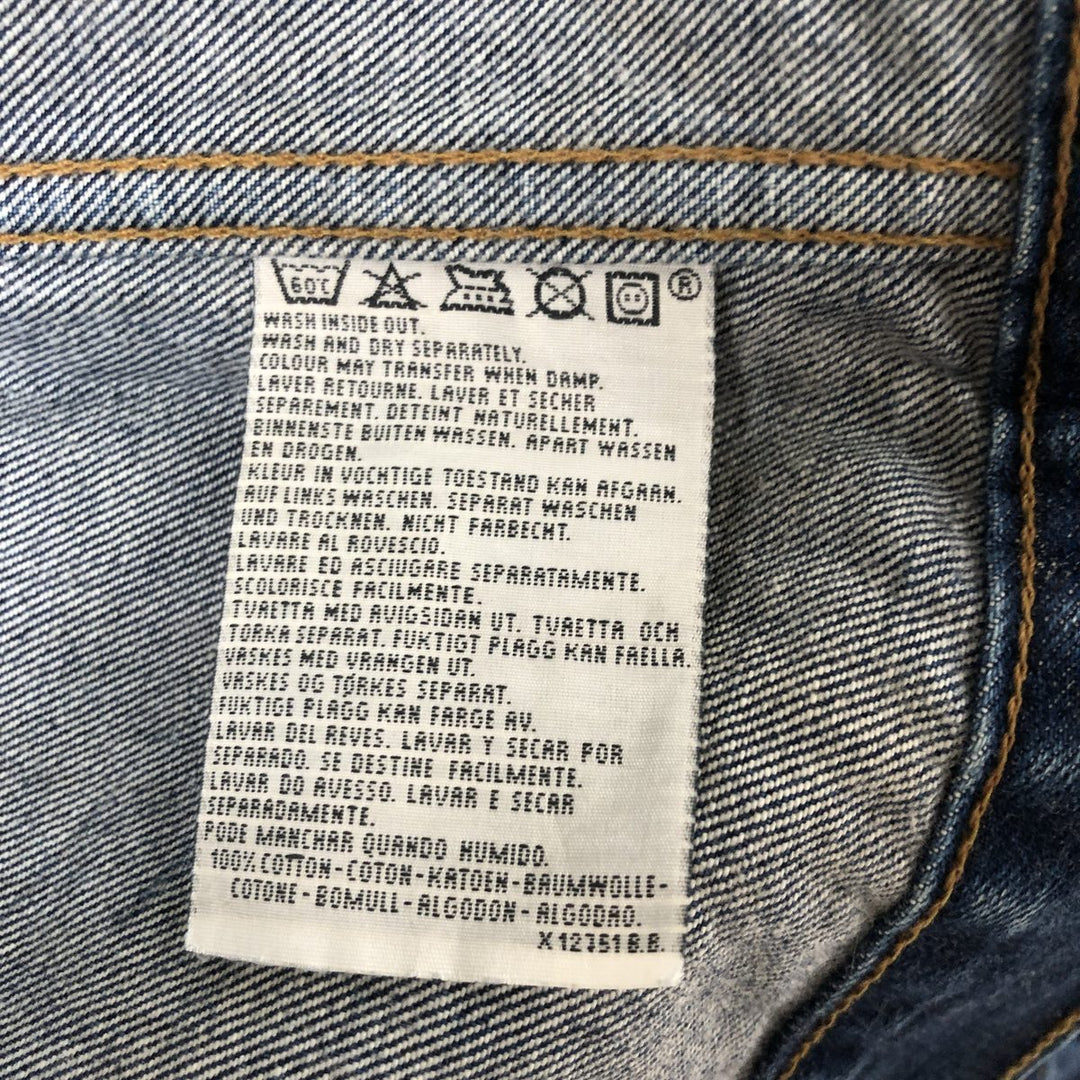 60°C ®
WASH INSIDE OUT.
WASH AND DRY SEPARATELY.
COLOUR MAY TRANSFER WHEN DAMP.
LAVER RETOURNE. LAVER ET SECHER
SEPAREMENT. DETEINT NATURELLEMENT.
BINNENSTE BUITEN WASSEN. APART WASSEN
EN DROGEN.
KLEUR IN VOCHTIGE TOESTAND KAN AFGAAN.
AUF LINKS WASCHEN. SEPARAT WASCHEN
UND TROCKNEN. NICHT FARBECHT.
LAVARE AL ROVESCIO.
LAVARE ED ASCIUGARE SEPARATAMENTE.
SCOLORISCE FACILMENTE.
TVAETTA MED AVIGSIDAN UT. TVAETTA OCH
TORKA SEPARAT. FUKTIGT PLAGG KAN FAELLA.
VASKES MED VRANGEN UT.
VASKES OG TØRKES SEPARAT.
FUKTIGE PLAGG KAN FARGE AV.
LAVAR DEL REVES. LAVAR Y SECAR POR
SEPARADO. SE DESTINE FACILMENTE.
LAVAR DO AVESSO. LAVAR E SECAR
SEPARADAMENTE.
PODE MANCHAR QUANDO HUMIDO.
100% COTTON-COTON-KATOEN-BAUMWOLLE-
COTONE-BOMULL-ALGODON-ALGODAO.
B.B.